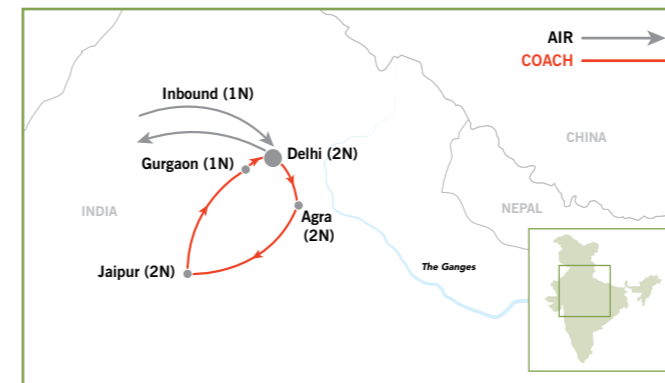 AIR
COACH
Inbound (1N)
CHINA
Delhi (2N)
Gurgaon (1N)
NEPAL
INDIA
Agra
(2N)
Jaipur (2N)
The Ganges